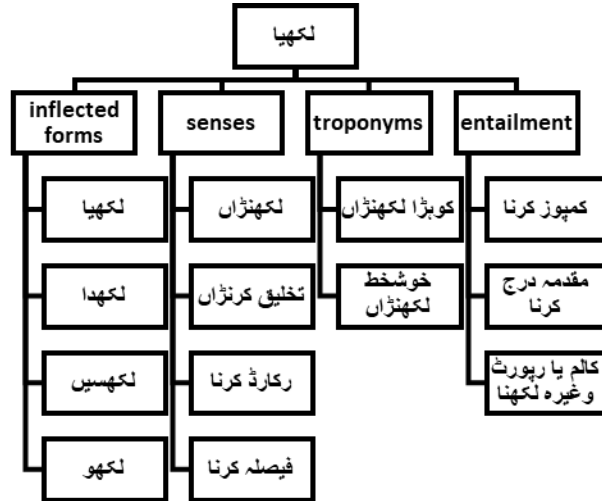 لکھیا
inflected
forms
senses
troponyms
entailment
لکھیا
لکھنڑاں
کوہڑا لکھنڑاں
کمپوز کرنا
لکھدا
تخلیق کرنڑاں
خوشخط
لکھنڑاں
مقدمہ درج
کرنا
لکھسیں
رکارڈ کرنا
کالم یا رپورٹ
وغیرہ لکھنا
لکھو
فیصلہ کرنا